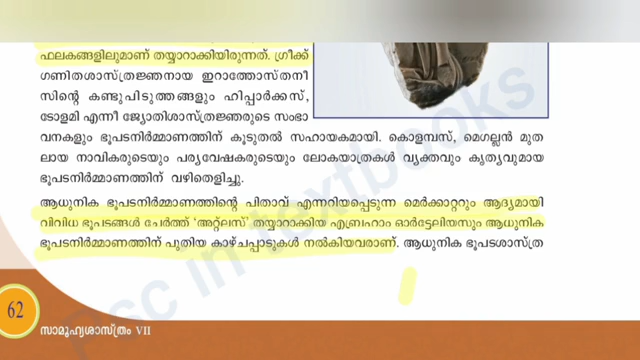 ഫലകങ്ങളിലുമാണ് തയ്യാറാക്കിയിരുന്നത്. ഗ്രീക്ക്
ഗണിതശാസ്ത്രജ്ഞനായ ഇറാത്തോസ്തനീ
സിന്റെ കണ്ടുപിടുത്തങ്ങളും ഹിപ്പാർക്കസ്,
ടോളമി എന്നീ ജ്യോതിശാസ്ത്രജ്ഞരുടെ സംഭാ
വനകളും ഭൂപടനിർമ്മാണത്തിന് കൂടുതൽ സഹായകമായി. കൊളമ്പസ്, മെഗല്ലൻ മുത
ലായ നാവികരുടെയും പര്യവേഷകരുടെയും ലോകയാത്രകൾ വ്യക്തവും കൃത്യവുമായ
ഭൂപടനിർമ്മാണത്തിന് വഴിതെളിച്ചു.
ആധുനിക ഭൂപടനിർമ്മാണത്തിന്റെ പിതാവ് എന്നറിയപ്പെടുന്ന മെർക്കാറ്ററും ആദ്യമായി
വിവിധ ഭൂപടങ്ങൾ ചേർത്ത് 'അറ്റ്‌ലസ്' തയ്യാറാക്കിയ എബ്രഹാം ഓർട്ടേലിയസും ആധുനിക
ഭൂപടനിർമ്മാണത്തിന് പുതിയ കാഴ്ചപ്പാടുകൾ നൽകിയവരാണ്. ആധുനിക ഭൂപടശാസ്ത്ര
62
സാമൂഹ്യശാസ്ത്രം VII
Psc in textbooks